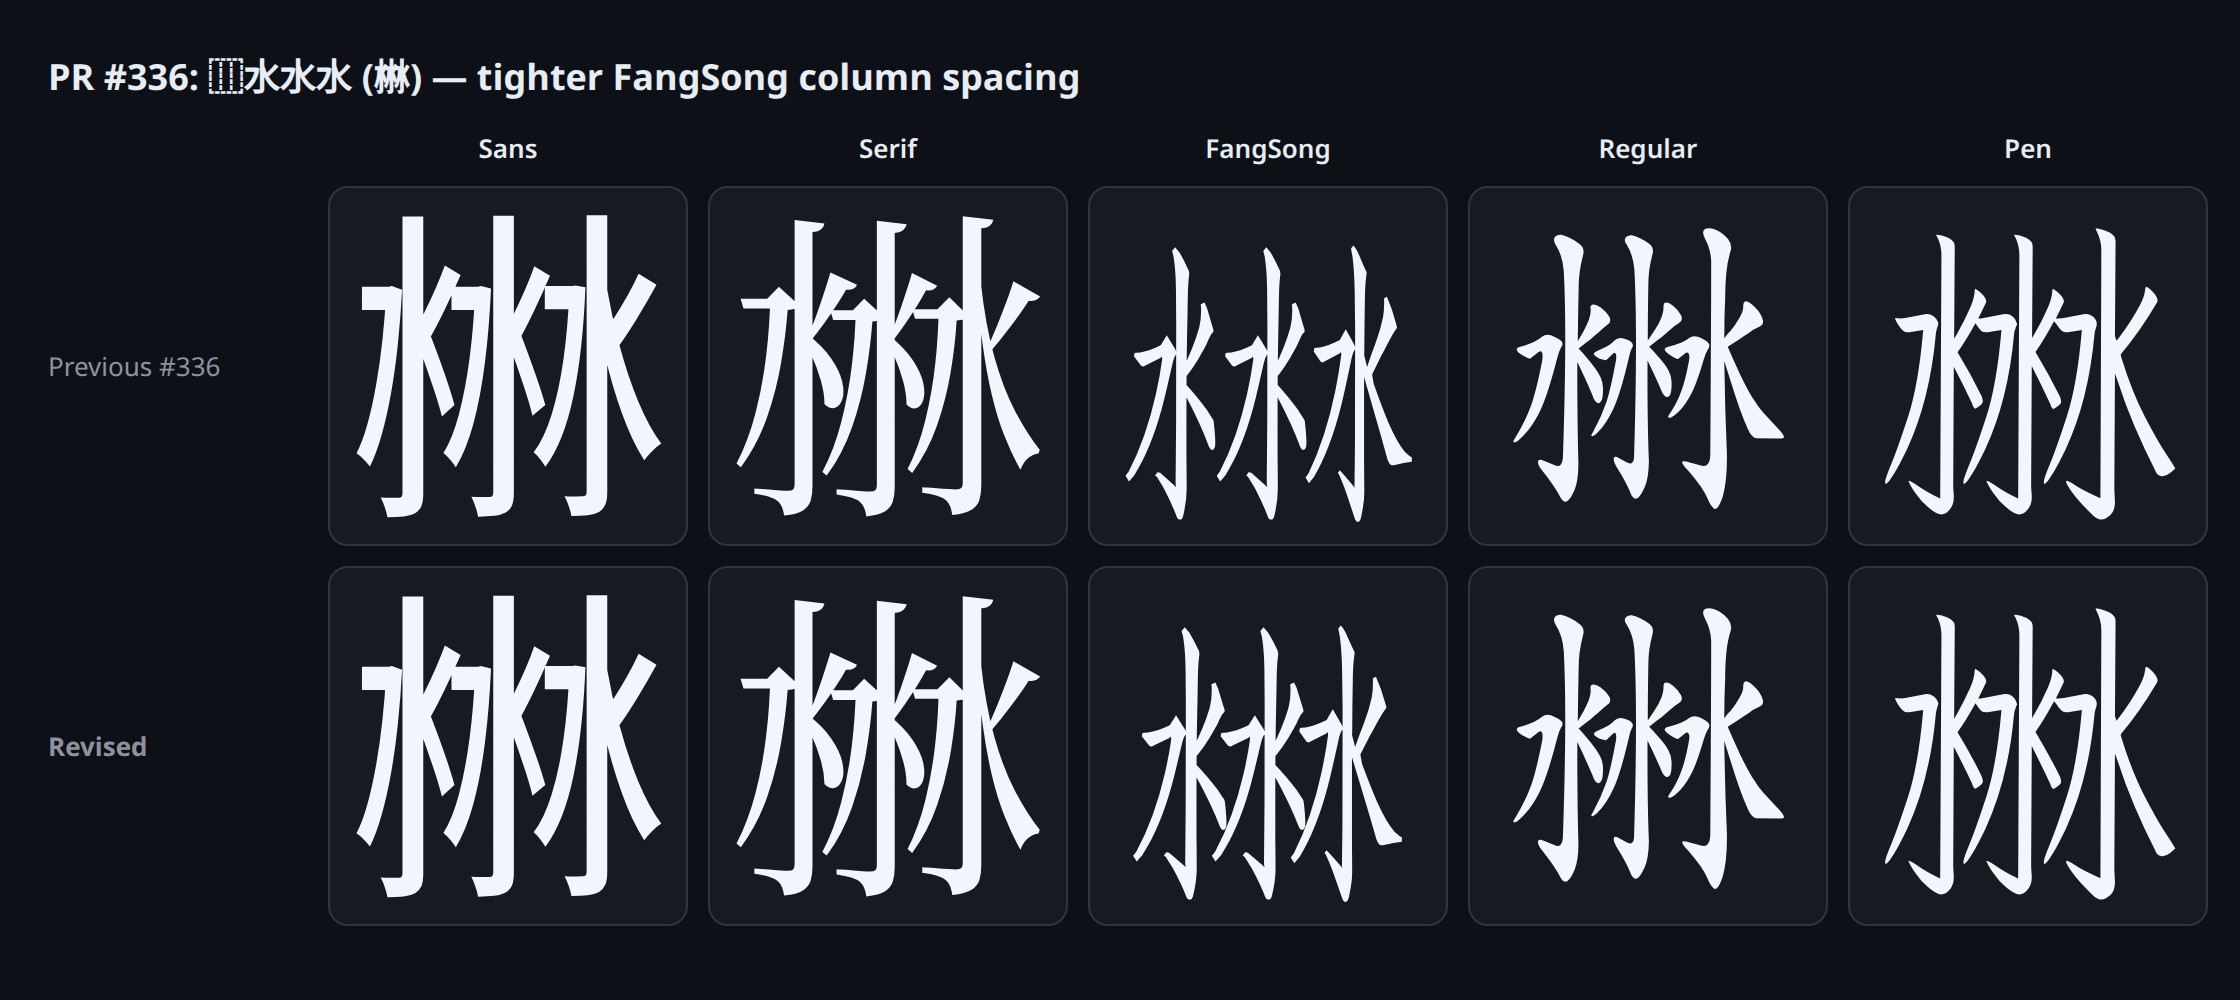 PR #336: ⿲水水水 () — tighter FangSong column spacing
Sans Serif FangSong Regular Pen
Previous #336
Revised